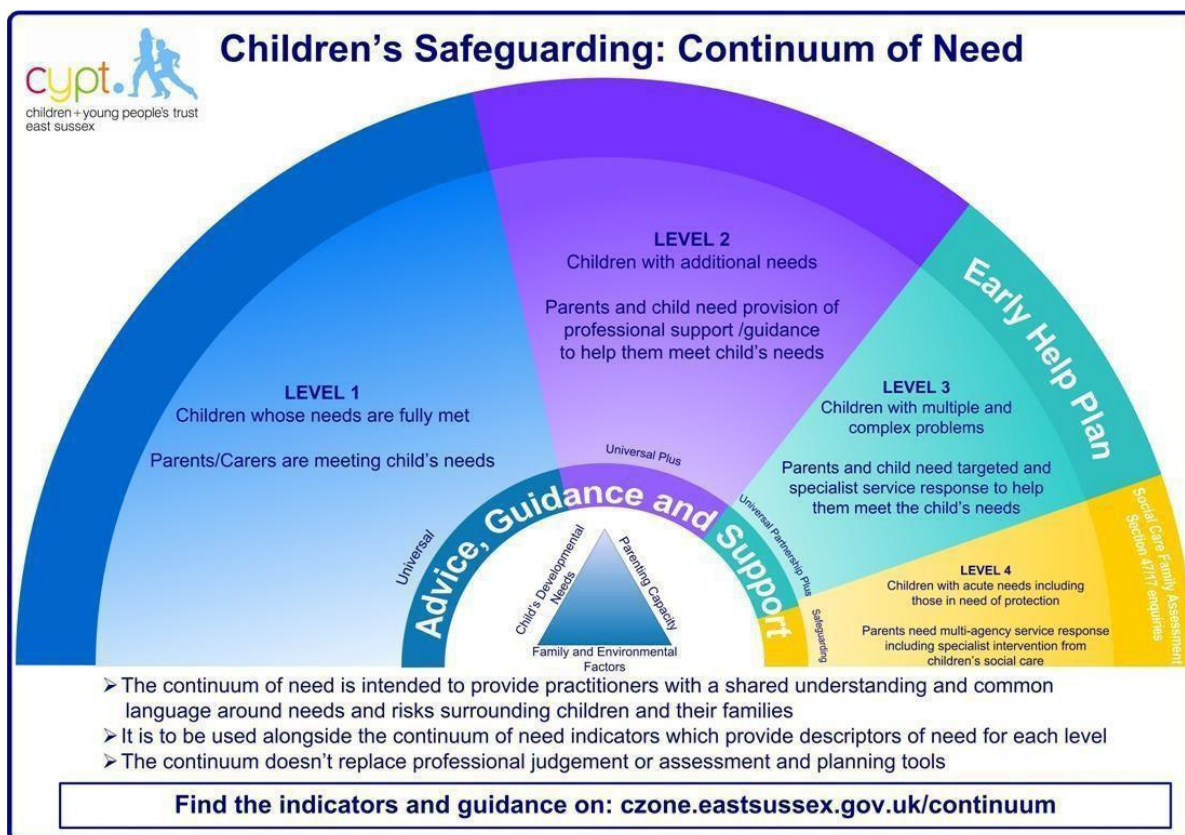 cypt.
children + young people's trust
east sussex
Children's Safeguarding: Continuum of Need
LEVEL 1
Children whose needs are fully met
Parents/Carers are meeting child's needs
LEVEL 2
Children with additional needs
Parents and child need provision of
professional support /guidance
to help them meet child's needs
LEVEL 3
Children with multiple and
complex problems
Parents and child need targeted and
specialist service response to help
them meet the child's needs
Early Help Plan
LEVEL 4
Children with acute needs including
those in need of protection
Parents need multi-agency service response
including specialist intervention from
children's social care
Social Care Family Assessment
Section 47/17 enquiries
Universal
Universal Plus
Universal Partnership Plus
Safeguarding
Advice, Guidance and Support
Child's Developmental
Needs
Parenting Capacity
Family and Environmental
Factors
➢ The continuum of need is intended to provide practitioners with a shared understanding and common
language around needs and risks surrounding children and their families
➢ It is to be used alongside the continuum of need indicators which provide descriptors of need for each level
➢ The continuum doesn't replace professional judgement or assessment and planning tools
Find the indicators and guidance on: czone.eastsussex.gov.uk/continuum